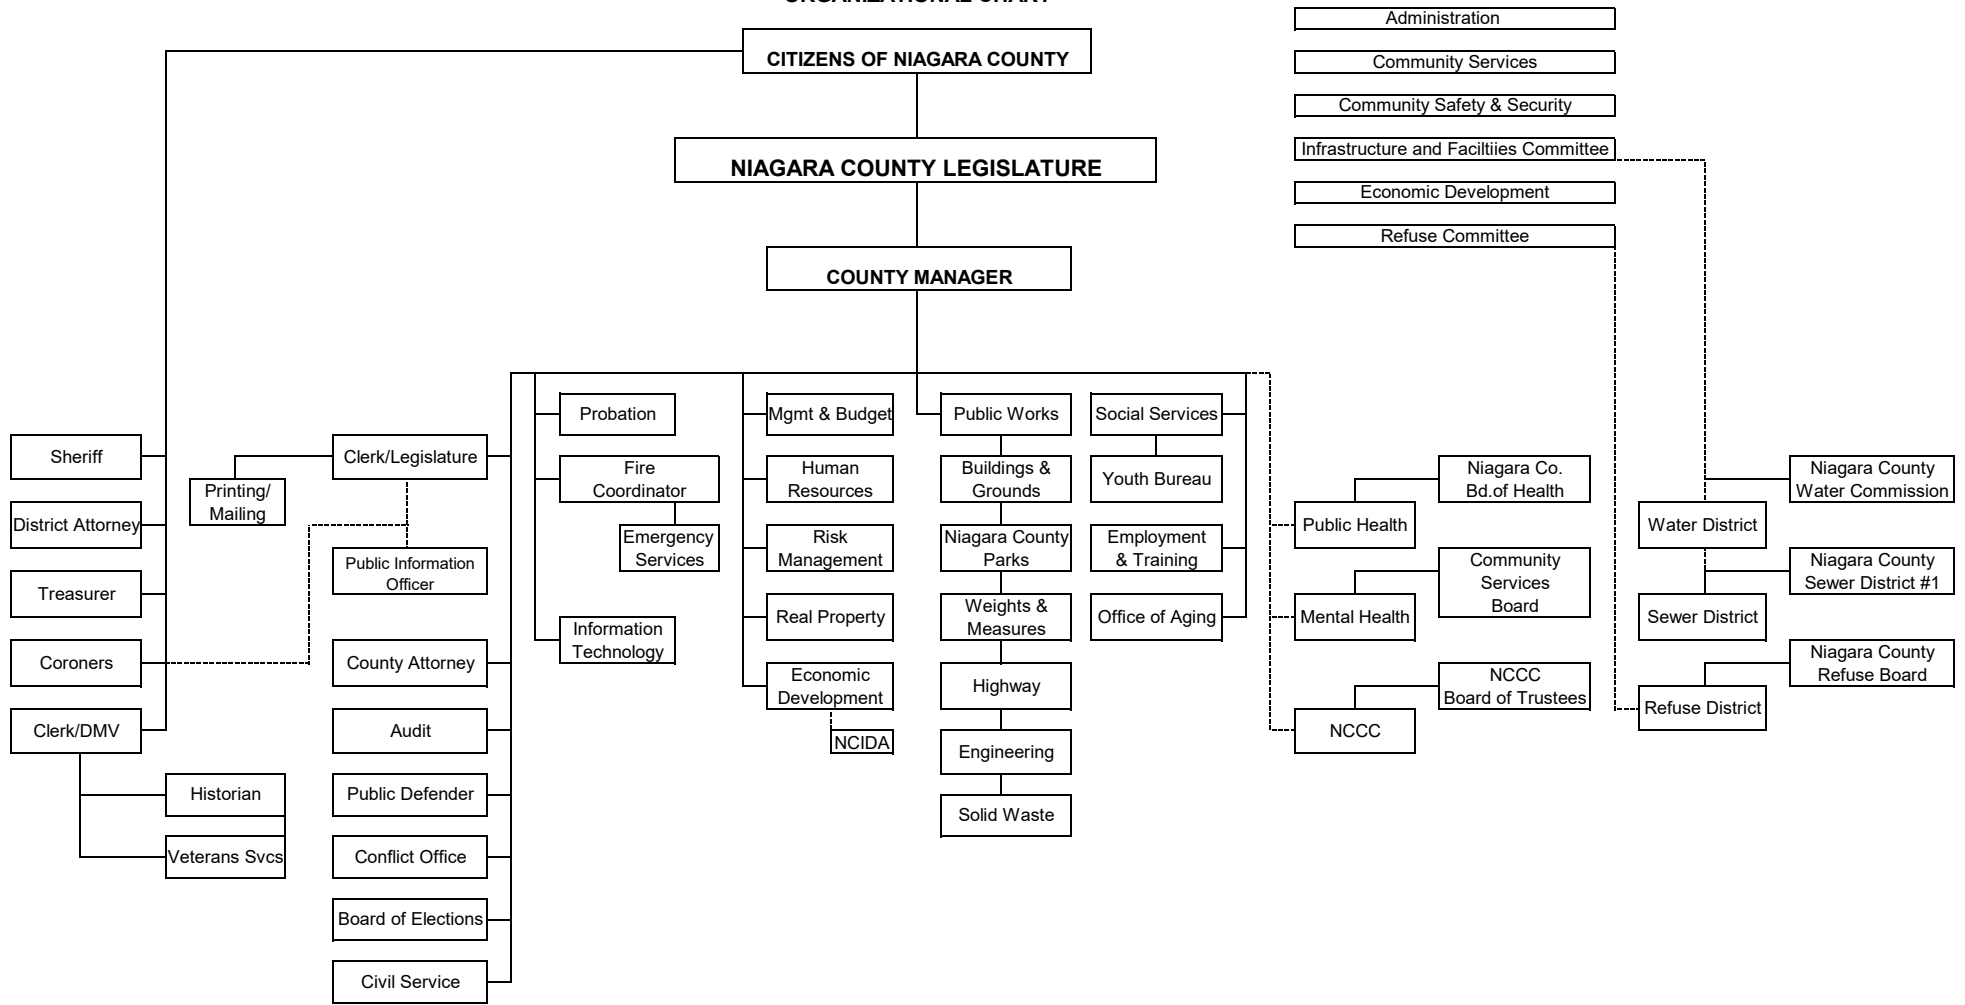 ORGANIZATIONAL CHART
CITIZENS OF NIAGARA COUNTY
NIAGARA COUNTY LEGISLATURE
COUNTY MANAGER
Administration
Community Services
Community Safety & Security
Infrastructure and Faciltiies Committee
Economic Development
Refuse Committee
Sheriff
District Attorney
Treasurer
Coroners
Clerk/DMV
Historian
Veterans Svcs
Printing/
Mailing
Clerk/Legislature
Public Information
Officer
County Attorney
Audit
Public Defender
Conflict Office
Board of Elections
Civil Service
Probation
Fire
Coordinator
Emergency
Services
Information
Technology
Mgmt & Budget
Human
Resources
Risk
Management
Real Property
Economic
Development
NCIDA
Public Works
Buildings &
Grounds
Niagara County
Parks
Weights &
Measures
Highway
Engineering
Solid Waste
Social Services
Youth Bureau
Employment
& Training
Office of Aging
Public Health
Niagara Co.
Bd.of Health
Mental Health
Community
Services
Board
NCCC
NCCC
Board of Trustees
Water District
Niagara County
Water Commission
Sewer District
Niagara County
Sewer District #1
Refuse District
Niagara County
Refuse Board